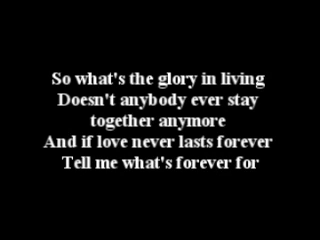 So what's the glory in living
Doesn't anybody ever stay
together anymore
And if love never lasts forever
Tell me what's forever for